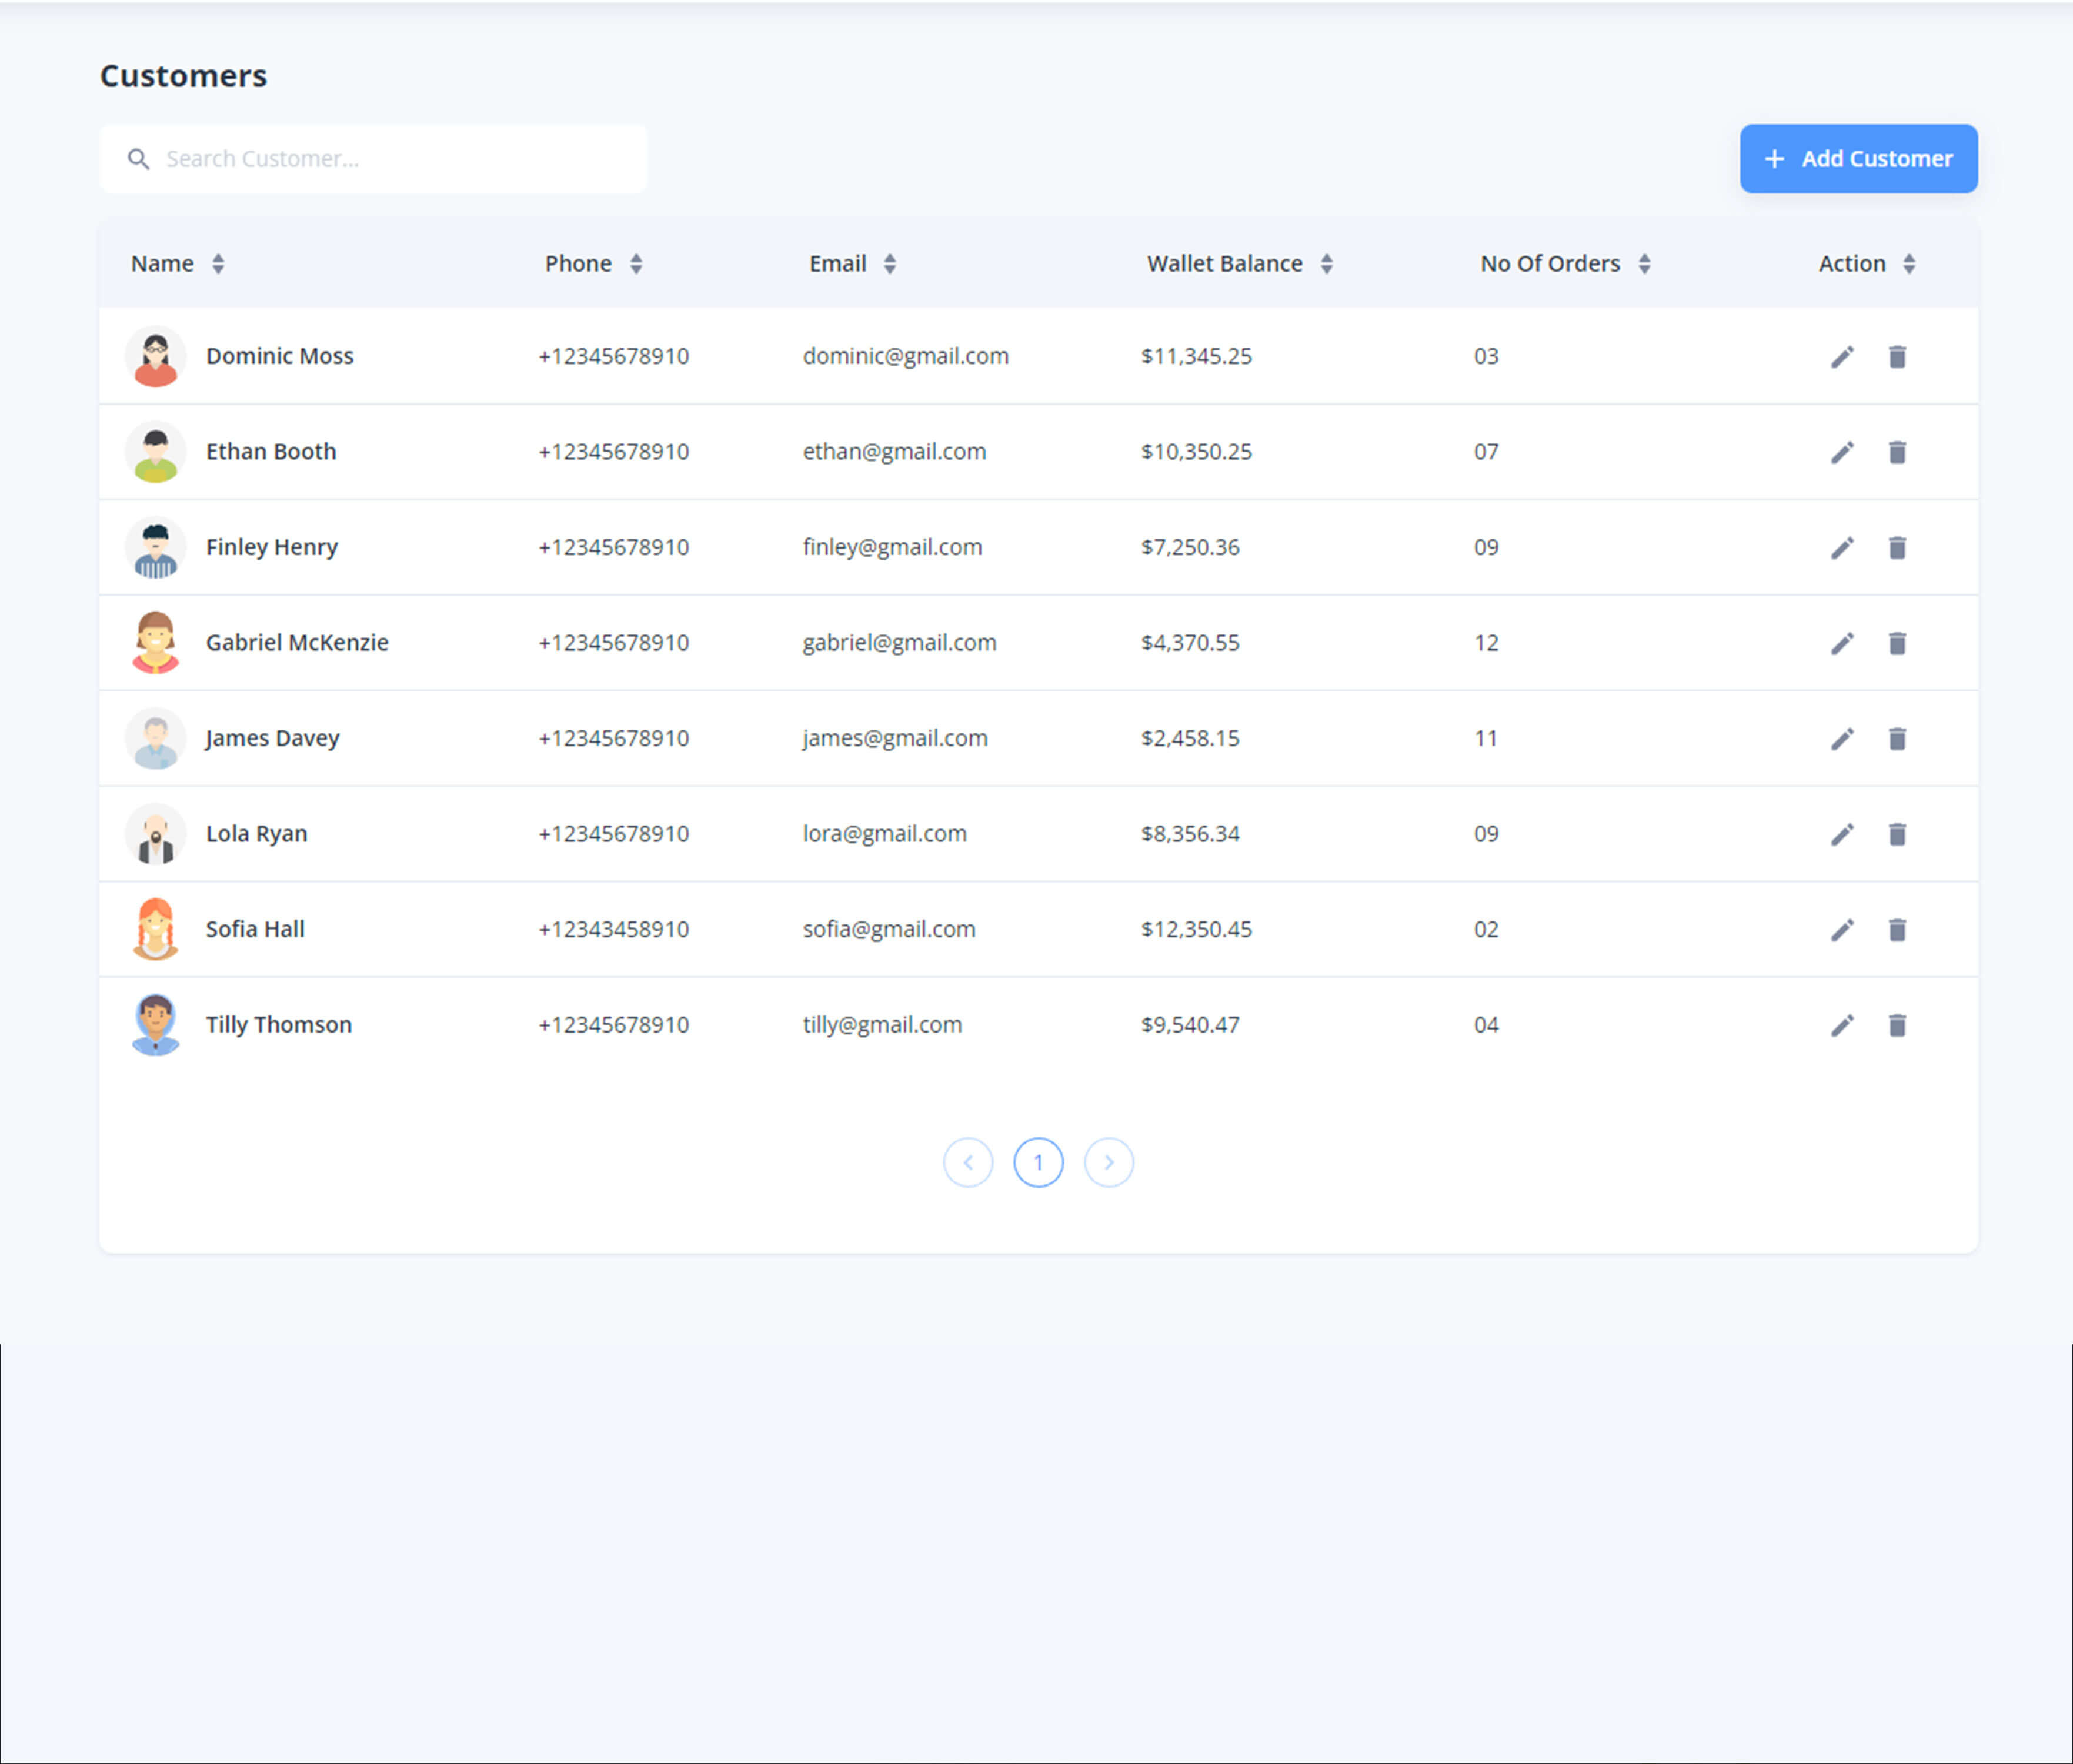 Customers
Search Customer...
+ Add Customer
Name Phone Email Wallet Balance No Of Orders Action
Dominic Moss +12345678910 dominic@gmail.com $11,345.25 03
Ethan Booth +12345678910 ethan@gmail.com $10,350.25 07
Finley Henry +12345678910 finley@gmail.com $7,250.36 09
Gabriel McKenzie +12345678910 gabriel@gmail.com $4,370.55 12
James Davey +12345678910 james@gmail.com $2,458.15 11
Lola Ryan +12345678910 lora@gmail.com $8,356.34 09
Sofia Hall +12343458910 sofia@gmail.com $12,350.45 02
Tilly Thomson +12345678910 tilly@gmail.com $9,540.47 04
1